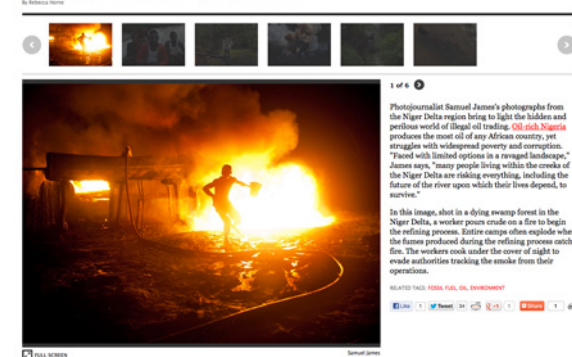 By Rebecca Horne
1 of 6
Photojournalist Samuel James's photographs from
the Niger Delta region bring to light the hidden and
perilous world of illegal oil trading. Oil-rich Nigeria
produces the most oil of any African country, yet
struggles with widespread poverty and corruption.
"Faced with limited options in a ravaged landscape,"
James says, "many people living within the creeks of
the Niger Delta are risking everything, including the
future of the river upon which their lives depend, to
survive."
In this image, shot in a dying swamp forest in the
Niger Delta, a worker pours crude on a fire to begin
the refining process. Entire camps often explode whe
the fumes produced during the refining process catch
fire. The workers cook under the cover of night to
evade authorities tracking the smoke from their
operations.
RELATED TAGS: FOSSIL FUEL, OIL, ENVIRONMENT
Like 1 Tweet 24 +1 1 Share 1
FULL SCREEN
Samuel James